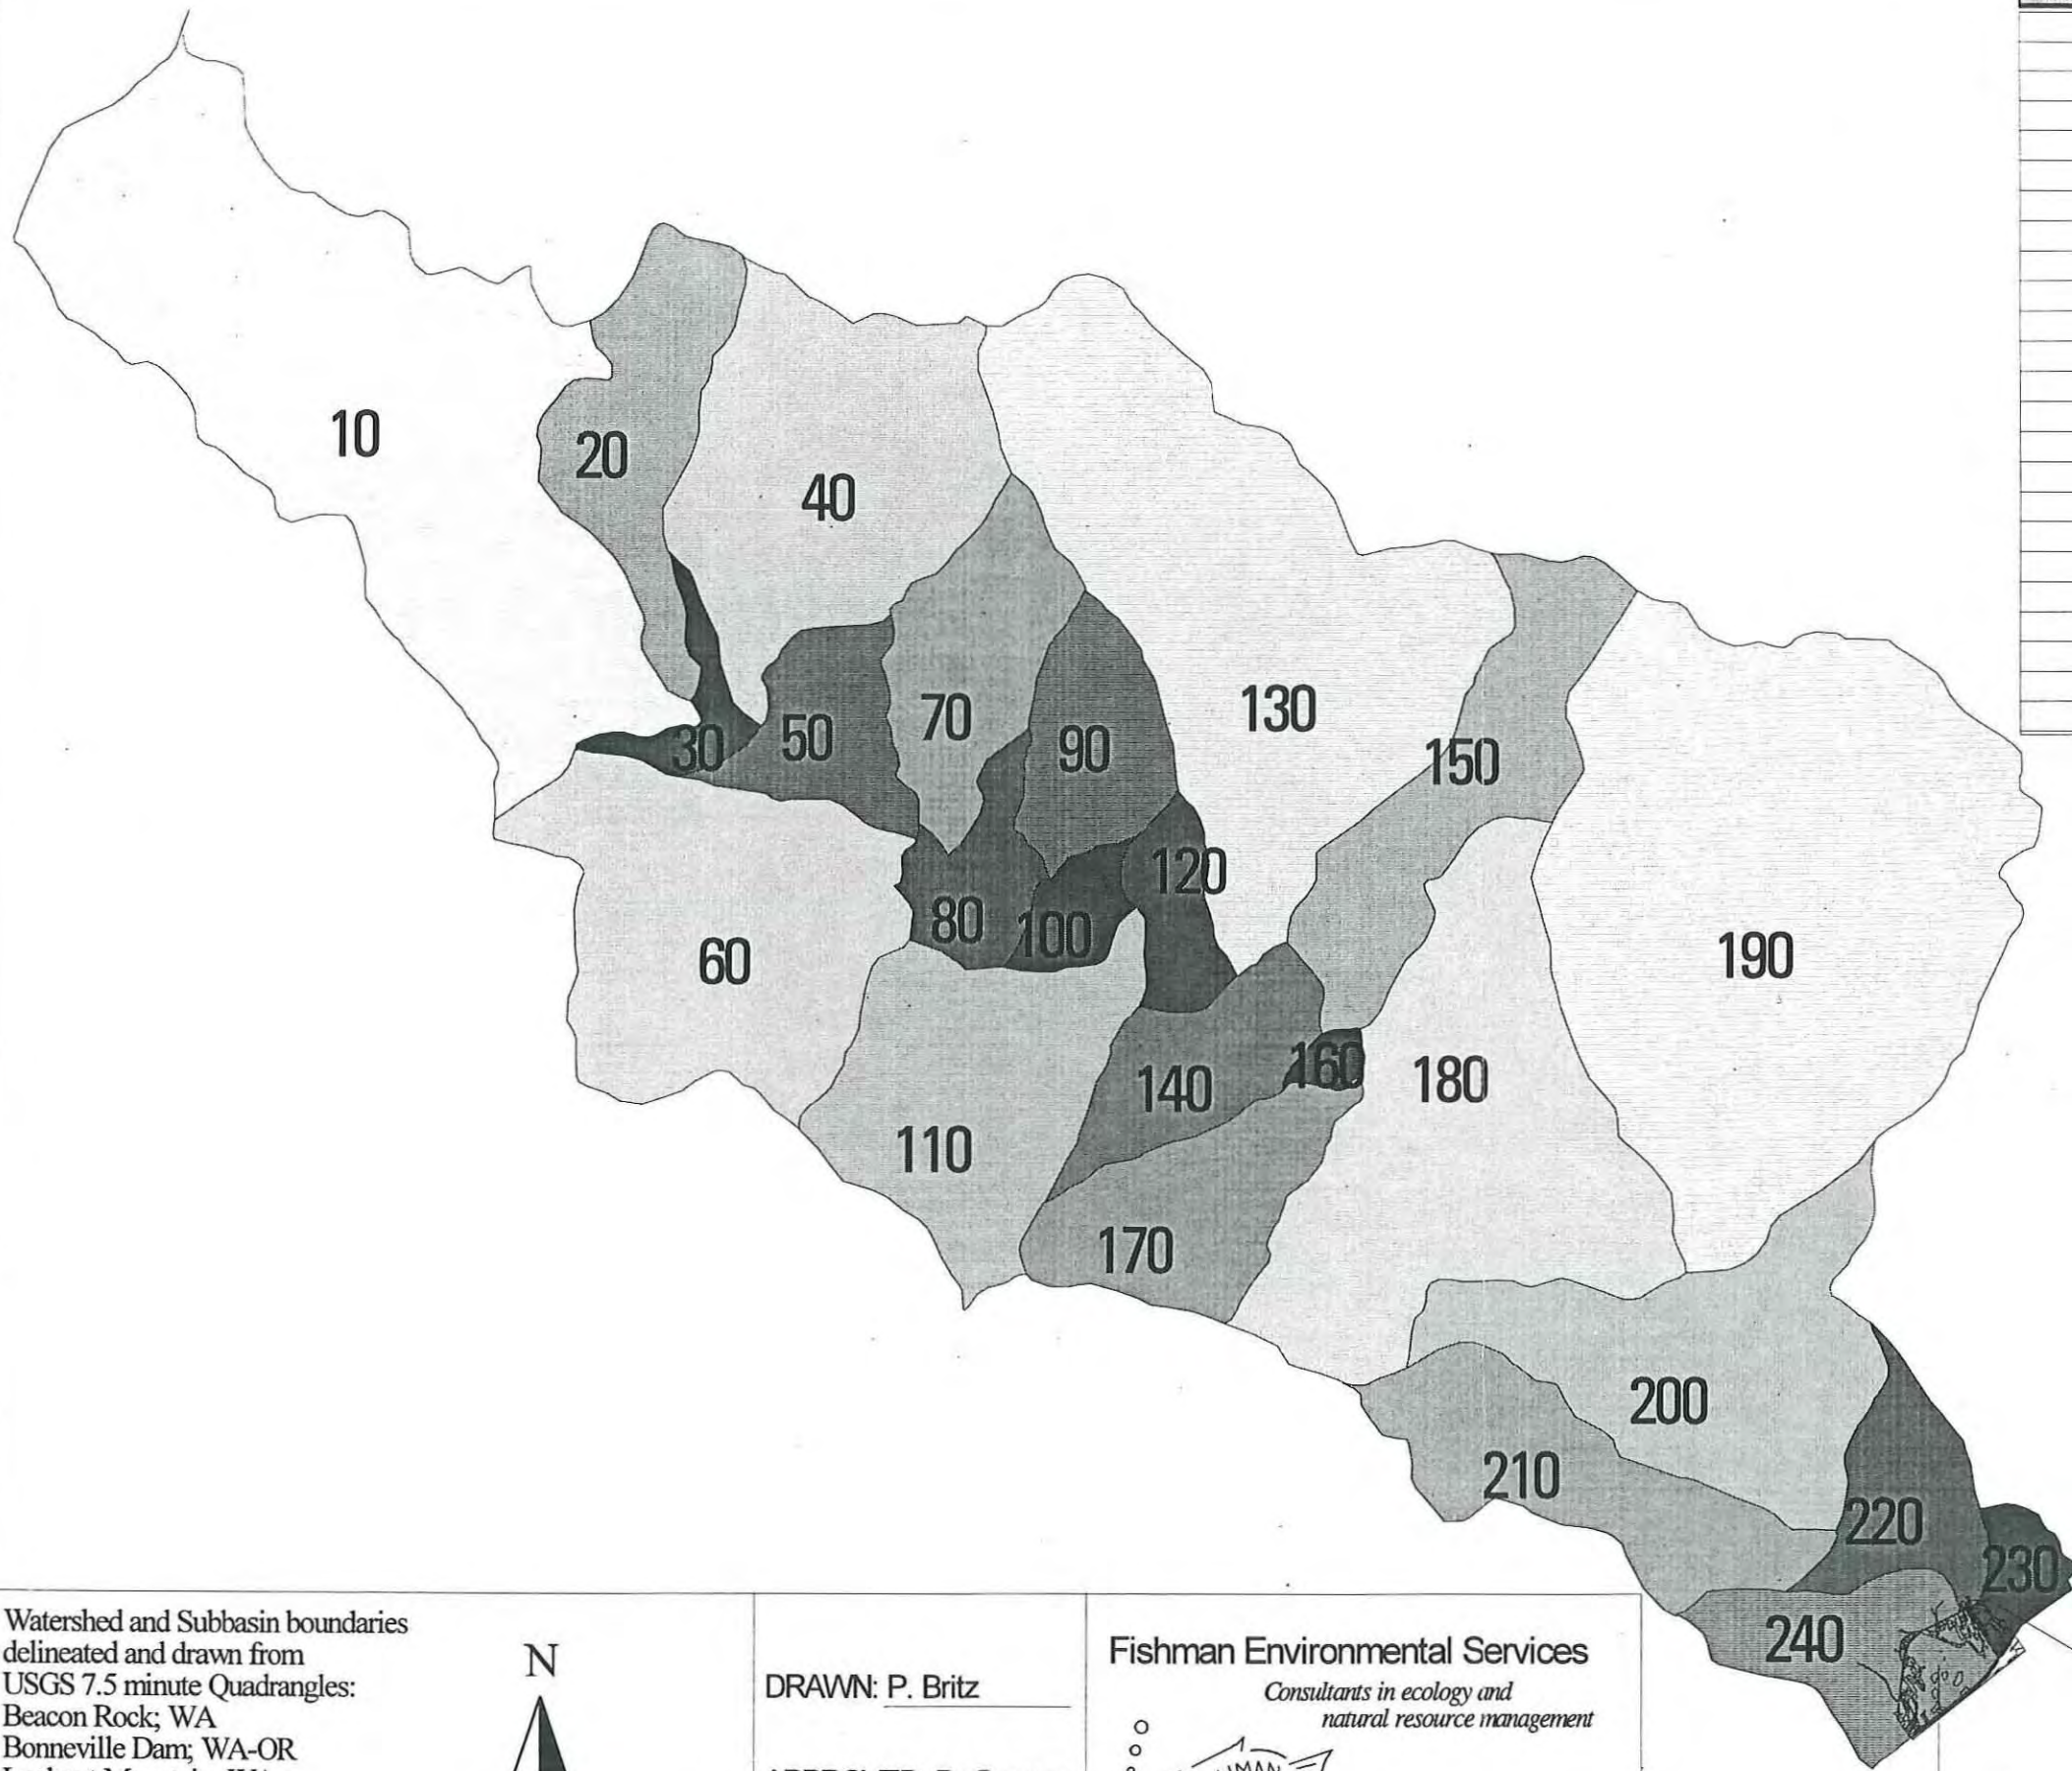 10
20
40
130
150
30
50
70
90
120
80
100
60
190
140
160
180
110
170
200
210
220
230
240
Watershed and Subbasin boundaries
delineated and drawn from
USGS 7.5 minute Quadrangles:
Beacon Rock; WA
Bonneville Dam; WA-OR
N
DRAWN: P. Britz
Fishman Environmental Services
Consultants in ecology and
natural resource management